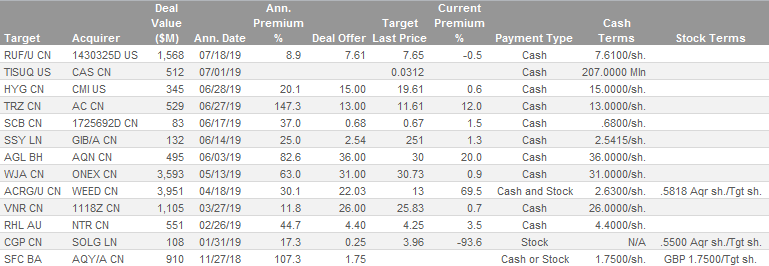 Deal Ann. Target Current
Value Premium Last Price Premium Cash
Target Acquirer ($M) Ann. Date % Deal Offer % Payment Type Terms Stock Terms
RUF/U CN 1430325D US 1,568 07/18/19 8.9 7.61 7.65 -0.5 Cash 7.6100/sh.
TISUQ US CAS CN 512 07/01/19 0.0312 Cash 207.0000 Mln
HYG CN CMI US 345 06/28/19 20.1 15.00 19.61 0.6 Cash 15.0000/sh.
TRZ CN AC CN 529 06/27/19 147.3 13.00 11.61 12.0 Cash 13.0000/sh.
SCB CN 1725692D CN 83 06/17/19 37.0 0.68 0.67 1.5 Cash .6800/sh.
SSY LN GIB/A CN 132 06/14/19 25.0 2.54 251 1.3 Cash 2.5415/sh.
AGL BH AQN CN 495 06/03/19 82.6 36.00 30 20.0 Cash 36.0000/sh.
WJA CN ONEX CN 3,593 05/13/19 63.0 31.00 30.73 0.9 Cash 31.0000/sh.
ACRG/U CN WEED CN 3,951 04/18/19 30.1 22.03 13 69.5 Cash and Stock 2.6300/sh. .5818 Aqr sh./Tgt sh.
VNR CN 1118Z CN 1,105 03/27/19 11.8 26.00 25.83 0.7 Cash 26.0000/sh.
RHL AU NTR CN 551 02/26/19 44.7 4.40 4.25 3.5 Cash 4.4000/sh.
CGP CN SOLG LN 108 01/31/19 17.3 0.25 3.96 -93.6 Stock N/A .5500 Aqr sh./Tgt sh.
SFC BA AQY/A CN 910 11/27/18 107.3 1.75 Cash or Stock 1.7500/sh. GBP 1.7500/Tgt sh.